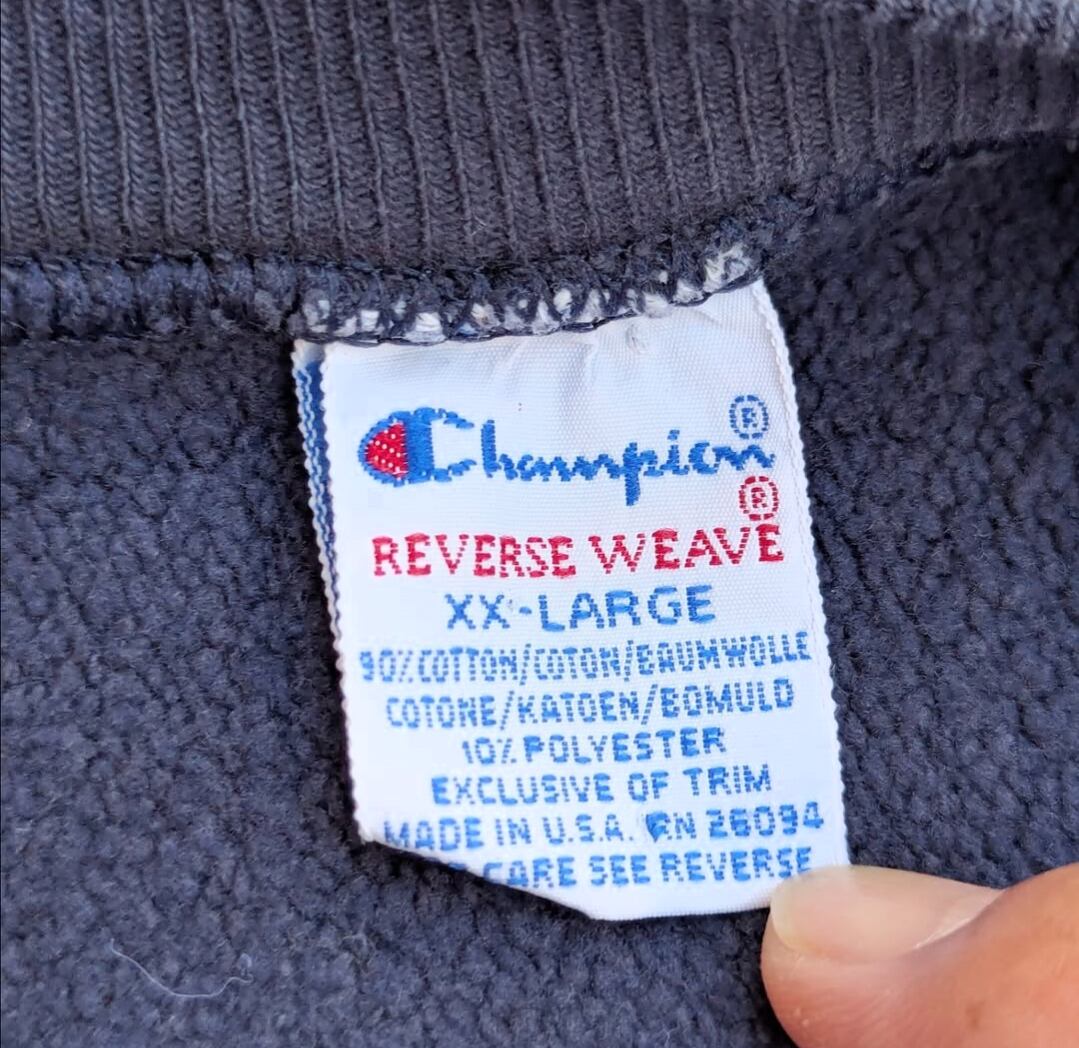 Champion®
REVERSE WEAVE®
XX-LARGE
90% COTTON/COTON/BAUMWOLLE
COTONE/KATOEN/BOMULD
10% POLYESTER
EXCLUSIVE OF TRIM
MADE IN U.S.A. RN 26094
CARE SEE REVERSE